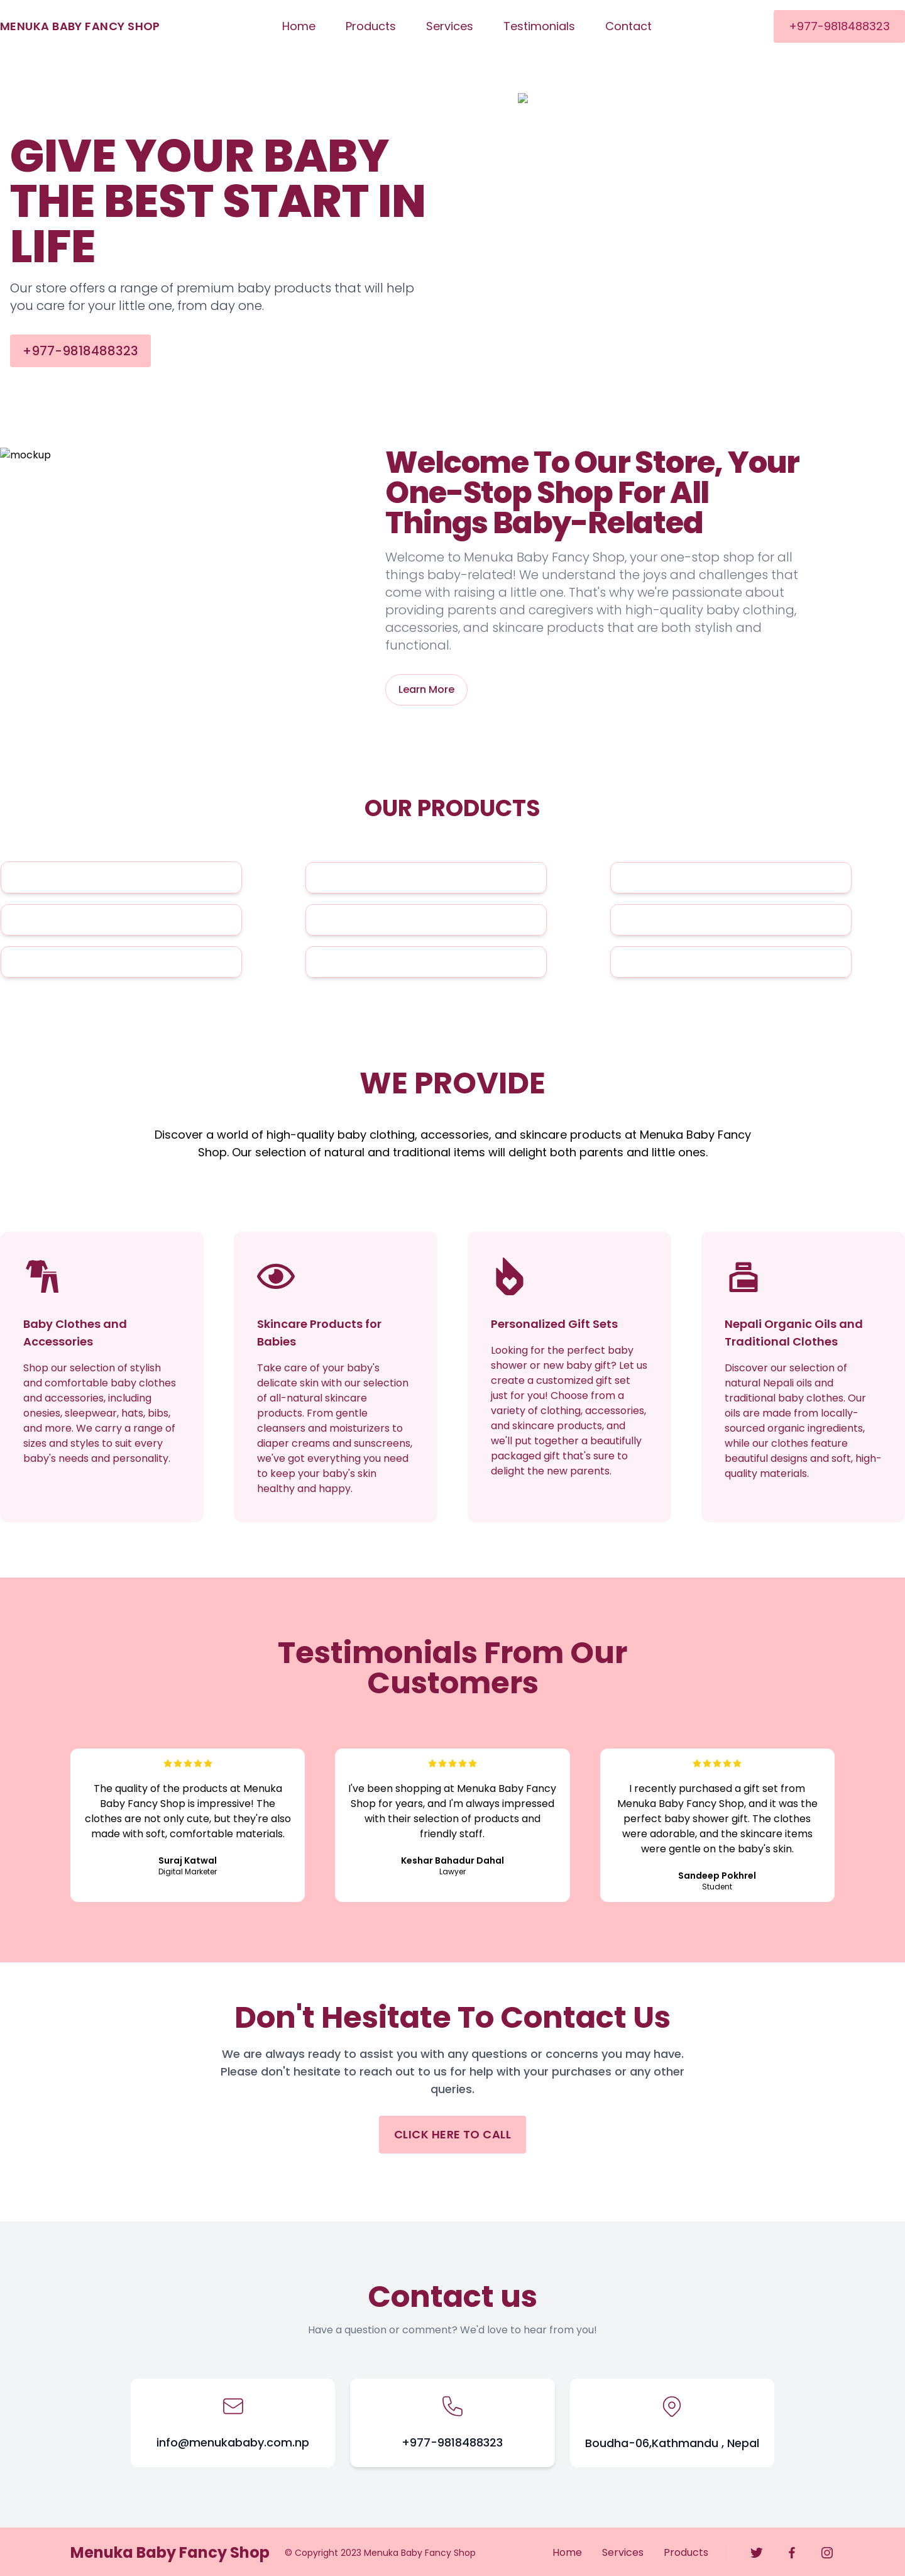 MENUKA BABY FANCY SHOP
Home
Products
Services
Testimonials
Contact
+977-9818488323
GIVE YOUR BABY
THE BEST START IN
LIFE
Our store offers a range of premium baby products that will help
you care for your little one, from day one.
+977-9818488323
mockup
Welcome To Our Store, Your
One-Stop Shop For All
Things Baby-Related
Welcome to Menuka Baby Fancy Shop, your one-stop shop for all
things baby-related! We understand the joys and challenges that
come with raising a little one. That's why we're passionate about
providing parents and caregivers with high-quality baby clothing,
accessories, and skincare products that are both stylish and
functional.
Learn More
OUR PRODUCTS
WE PROVIDE
Discover a world of high-quality baby clothing, accessories, and skincare products at Menuka Baby Fancy
Shop. Our selection of natural and traditional items will delight both parents and little ones.
Baby Clothes and
Accessories
Shop our selection of stylish
and comfortable baby clothes
and accessories, including
onesies, sleepwear, hats, bibs,
and more. We carry a range of
sizes and styles to suit every
baby's needs and personality.
Skincare Products for
Babies
Take care of your baby's
delicate skin with our selection
of all-natural skincare
products. From gentle
cleansers and moisturizers to
diaper creams and sunscreens,
we've got everything you need
to keep your baby's skin
healthy and happy.
Personalized Gift Sets
Looking for the perfect baby
shower or new baby gift? Let us
create a customized gift set
just for you! Choose from a
variety of clothing, accessories,
and skincare products, and
we'll put together a beautifully
packaged gift that's sure to
delight the new parents.
Nepali Organic Oils and
Traditional Clothes
Discover our selection of
natural Nepali oils and
traditional baby clothes. Our
oils are made from locally-
sourced organic ingredients,
while our clothes feature
beautiful designs and soft, high-
quality materials.
Testimonials From Our
Customers
The quality of the products at Menuka
Baby Fancy Shop is impressive! The
clothes are not only cute, but they're also
made with soft, comfortable materials.
Suraj Katwal
Digital Marketer
I've been shopping at Menuka Baby Fancy
Shop for years, and I'm always impressed
with their selection of products and
friendly staff.
Keshar Bahadur Dahal
Lawyer
I recently purchased a gift set from
Menuka Baby Fancy Shop, and it was the
perfect baby shower gift. The clothes
were adorable, and the skincare items
were gentle on the baby's skin.
Sandeep Pokhrel
Student
Don't Hesitate To Contact Us
We are always ready to assist you with any questions or concerns you may have.
Please don't hesitate to reach out to us for help with your purchases or any other
queries.
CLICK HERE TO CALL
Contact us
Have a question or comment? We'd love to hear from you!
info@menukababy.com.np
+977-9818488323
Boudha-06,Kathmandu , Nepal
Menuka Baby Fancy Shop
© Copyright 2023 Menuka Baby Fancy Shop
Home
Services
Products